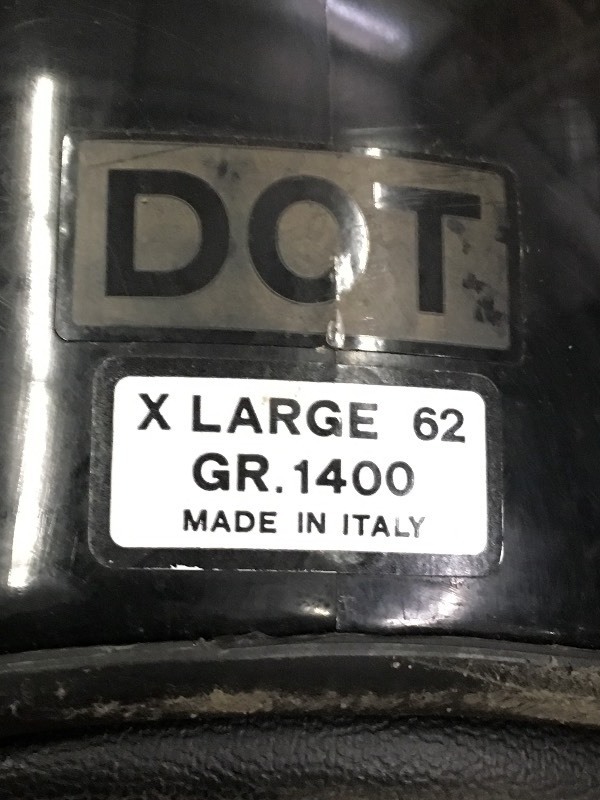 DOT
X LARGE 62
GR. 1400
MADE IN ITALY